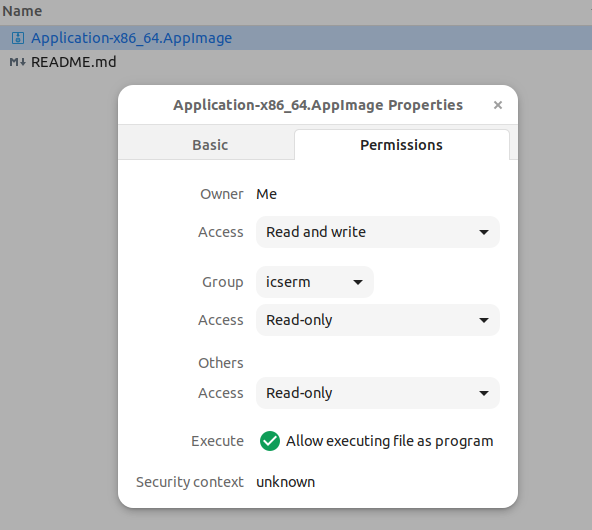 Name
Application-x86_64.AppImage
M↓ README.md
Application-x86_64.AppImage Properties ×
Basic Permissions
Owner Me
Access Read and write
Group icserm
Access Read-only
Others
Access Read-only
Execute Allow executing file as program
Security context unknown